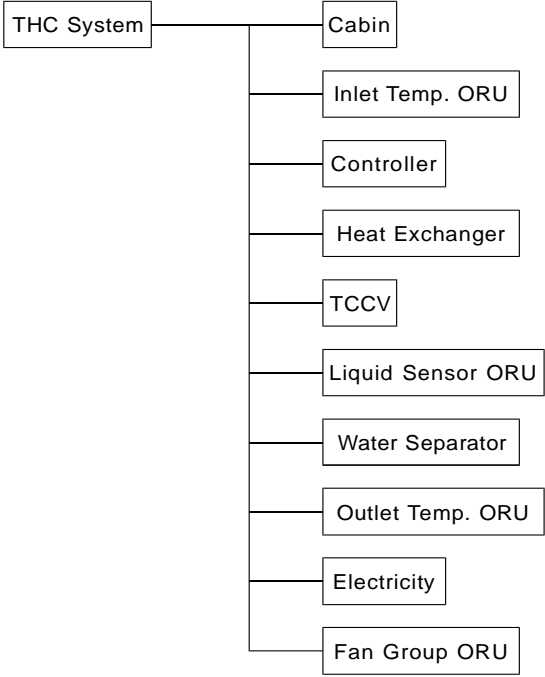 THC System
Cabin
Inlet Temp. ORU
Controller
Heat Exchanger
TCCV
Liquid Sensor ORU
Water Separator
Outlet Temp. ORU
Electricity
Fan Group ORU